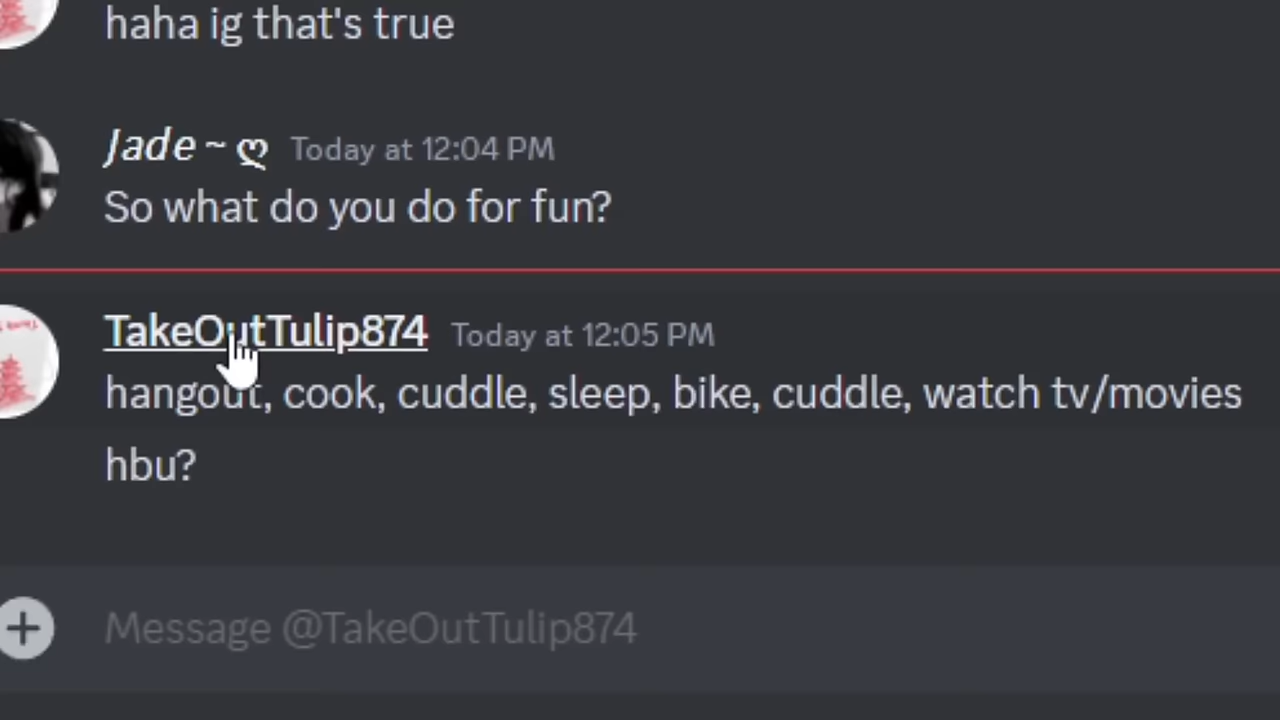 haha ig that's true
Jade ~ ღ Today at 12:04 PM
So what do you do for fun?
TakeOutTulip874 Today at 12:05 PM
hangout, cook, cuddle, sleep, bike, cuddle, watch tv/movies
hbu?
Message @TakeOutTulip874